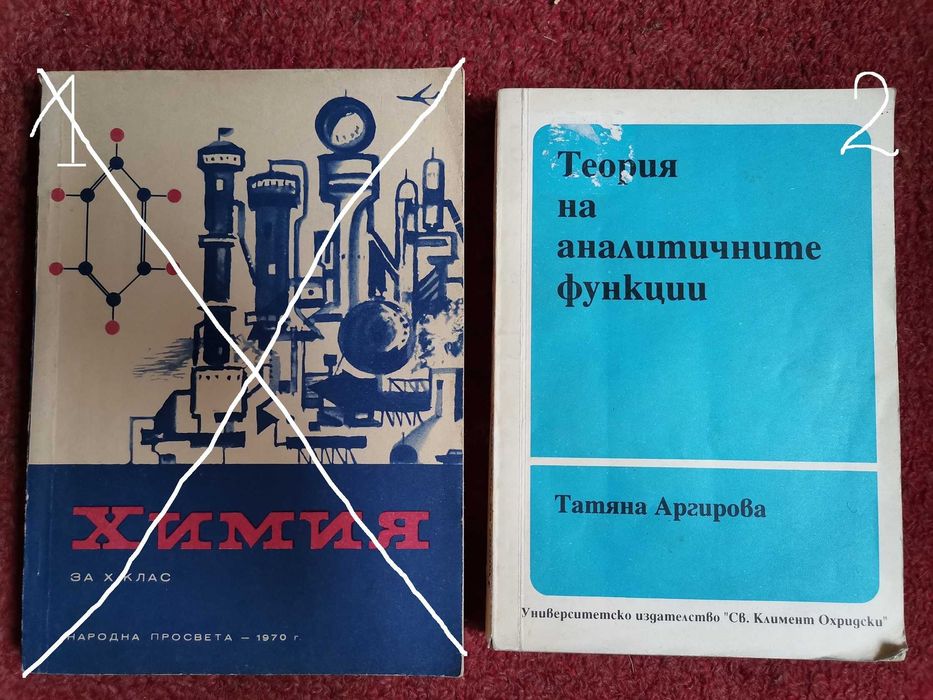 1
ХИМИЯ
ЗА X КЛАС
НАРОДНА ПРОСВЕТА — 1970 г.
2
Теория
на
аналитичните
функции
Татяна Аргирова
Университетско издателство "Св. Климент Охридски"